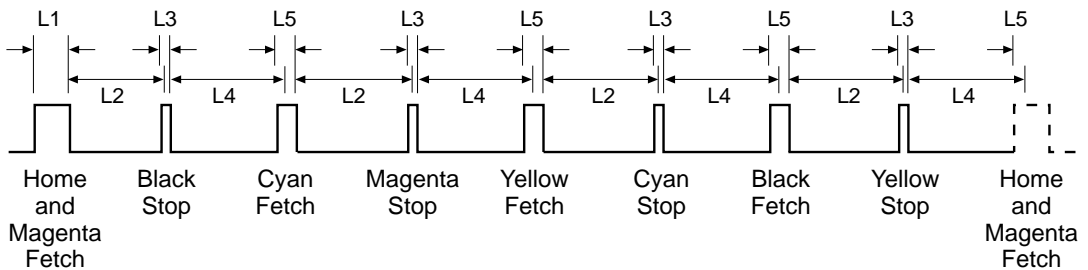 L1 L3 L5 L3 L5 L3 L5 L3 L5
L2 L4 L2 L4 L2 L4 L2 L4
Home
and
Magenta
Fetch
Black
Stop
Cyan
Fetch
Magenta
Stop
Yellow
Fetch
Cyan
Stop
Black
Fetch
Yellow
Stop
Home
and
Magenta
Fetch